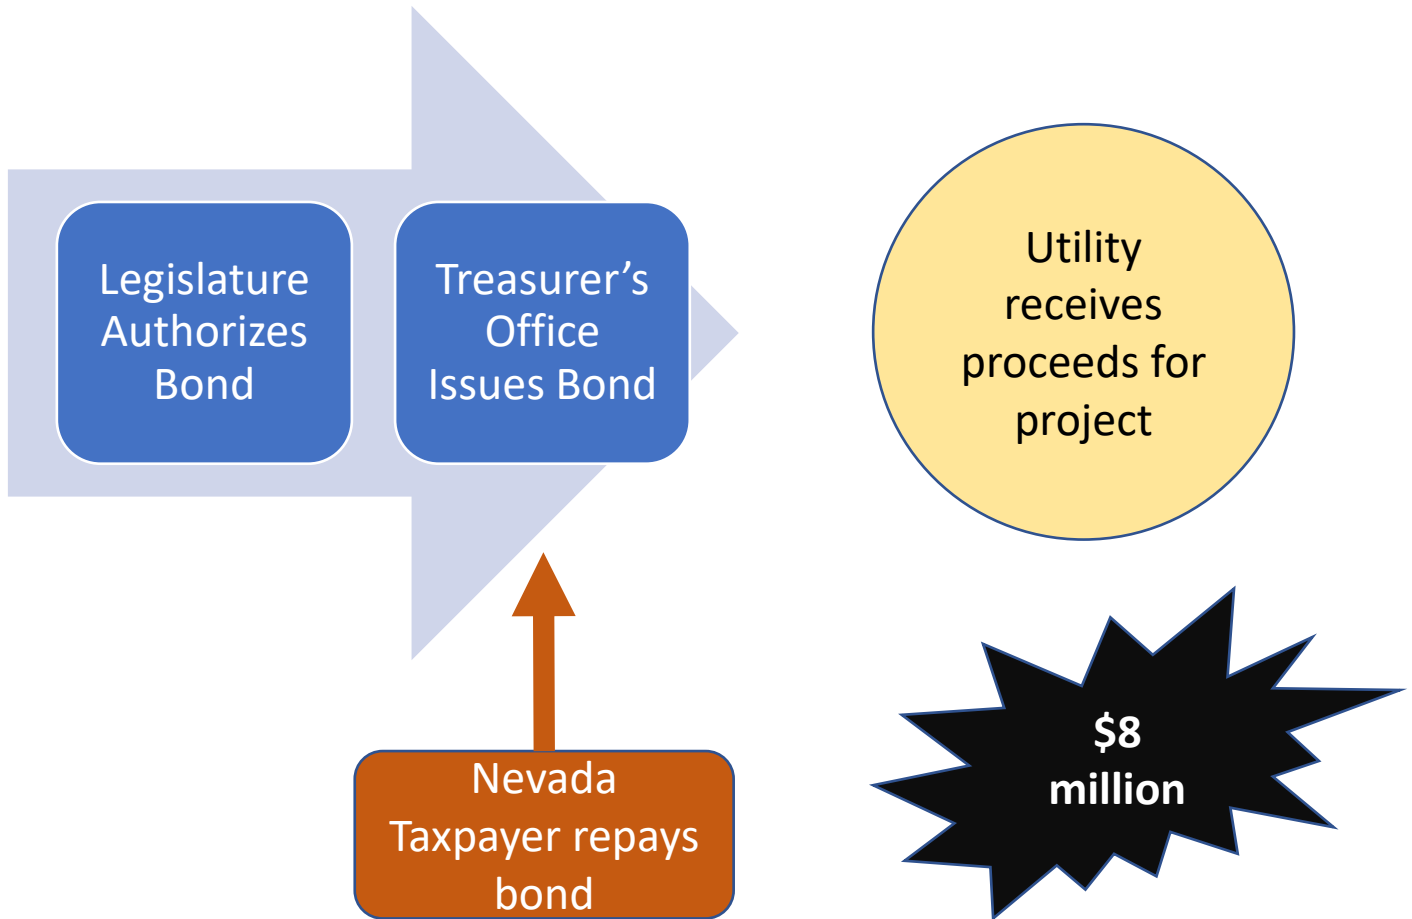 Legislature
Authorizes
Bond
Treasurer’s
Office
Issues Bond
Utility
receives
proceeds for
project
Nevada
Taxpayer repays
bond
$8
million